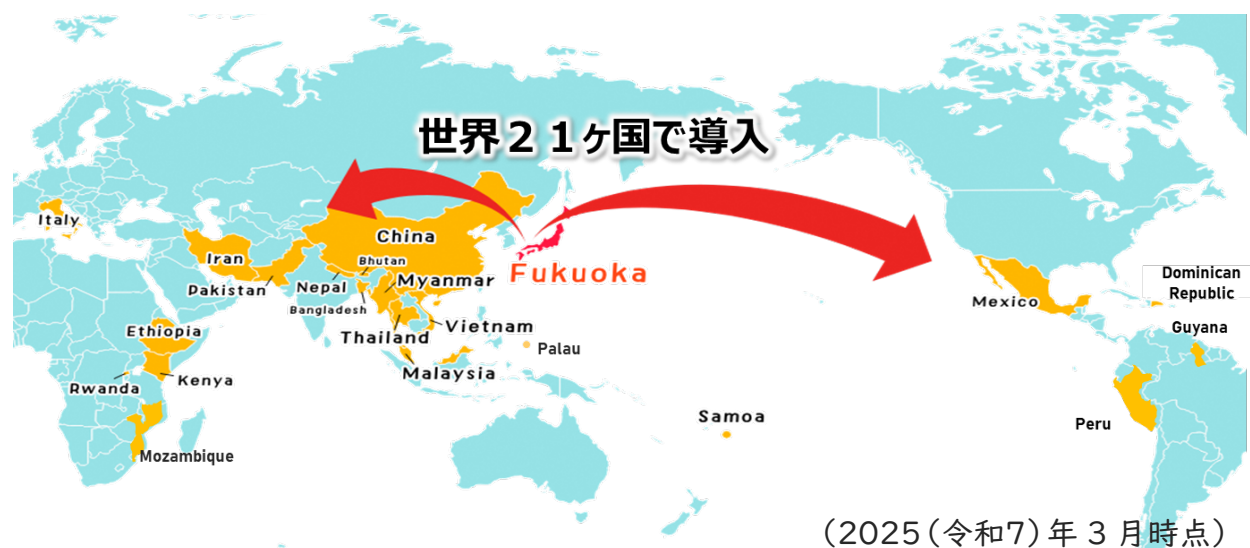 世界２１ヶ国で導入
Italy
China
Iran
Bhutan
Fukuoka
Pakistan
Nepal
Myanmar
Bangladesh
Ethiopia
Thailand
Vietnam
Palau
Rwanda
Kenya
Malaysia
Mozambique
Samoa
Mexico
Dominican
Republic
Guyana
Peru
（2025（令和7）年 3 月時点）